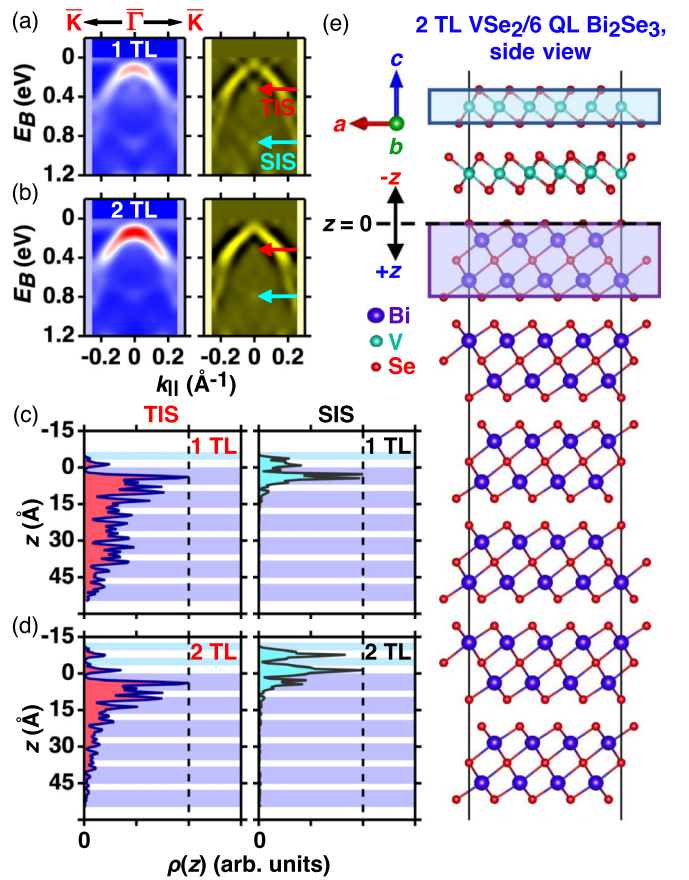 (a) K̅ ← Γ̅ → K̅
1 TL
0
0.4
0.8
1.2
E_B (eV)
TIS
SIS
(b)
2 TL
0
0.4
0.8
1.2
E_B (eV)
-0.2 0 0.2 -0.2 0 0.2
k|| (Å⁻¹)
(c) TIS SIS
1 TL 1 TL
-15
0
15
30
45
z (Å)
(d)
2 TL 2 TL
-15
0
15
30
45
z (Å)
0 0
ρ(z) (arb. units)
(e) 2 TL VSe₂/6 QL Bi₂Se₃,
side view
c
a
b
-z
z = 0
+z
Bi
V
Se